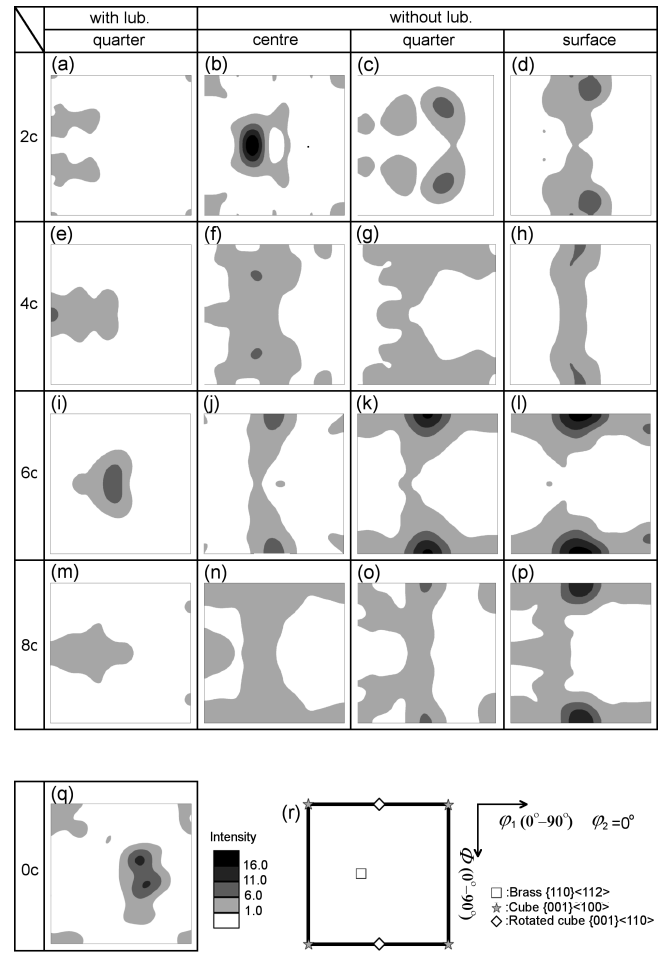 with lub. without lub.
quarter centre quarter surface
2c (a) (b) (c) (d)
4c (e) (f) (g) (h)
6c (i) (j) (k) (l)
8c (m) (n) (o) (p)
0c (q)
Intensity
16.0
11.0
6.0
1.0
(r)
φ₁ (0°–90°) φ₂ =0°
Φ (0°–90°)
□ :Brass {110}<112>
☆ :Cube {001}<100>
◇ :Rotated cube {001}<110>